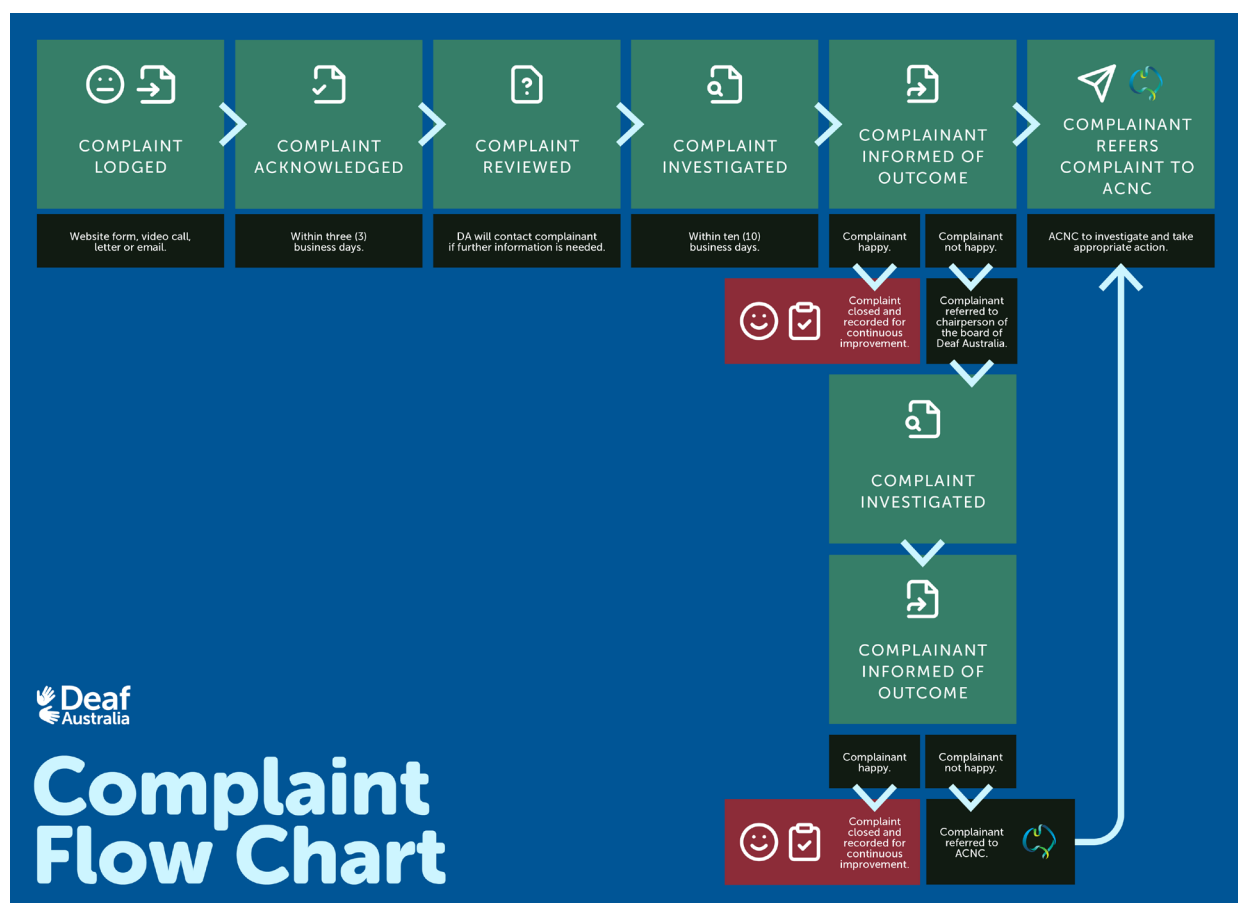 COMPLAINT
LODGED
COMPLAINT
ACKNOWLEDGED
COMPLAINT
REVIEWED
COMPLAINT
INVESTIGATED
COMPLAINANT
INFORMED OF
OUTCOME
COMPLAINANT
REFERS
COMPLAINT TO
ACNC
Website form, video call,
letter or email.
Within three (3)
business days.
DA will contact complainant
if further information is needed.
Within ten (10)
business days.
Complainant
happy.
Complainant
not happy.
ACNC to investigate and take
appropriate action.
Complaint
closed and
recorded for
continuous
improvement.
Complainant
referred to
chairperson of
the board of
Deaf Australia.
COMPLAINT
INVESTIGATED
COMPLAINANT
INFORMED OF
OUTCOME
Complainant
happy.
Complainant
not happy.
Complaint
closed and
recorded for
continuous
improvement.
Complainant
referred to
ACNC.
Deaf
Australia
Complaint
Flow Chart